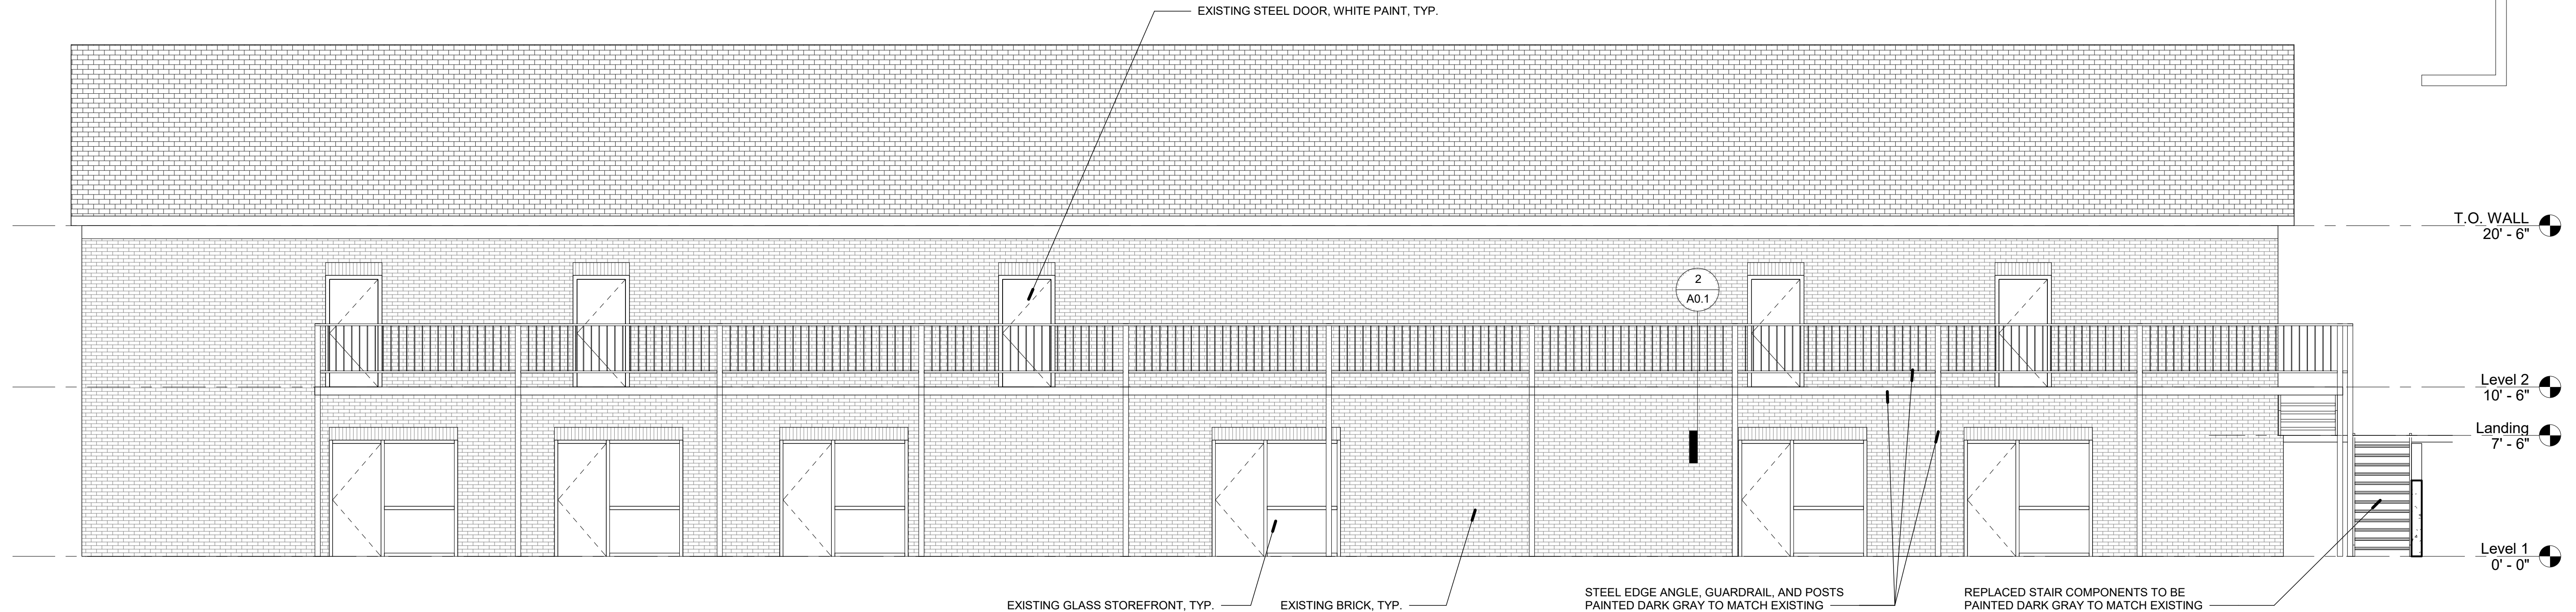 EXISTING STEEL DOOR, WHITE PAINT, TYP.
T.O. WALL
20' - 6"
2
A0.1
Level 2
10' - 6"
Landing
7' - 6"
Level 1
0' - 0"
EXISTING GLASS STOREFRONT, TYP.
EXISTING BRICK, TYP.
STEEL EDGE ANGLE, GUARDRAIL, AND POSTS
PAINTED DARK GRAY TO MATCH EXISTING
REPLACED STAIR COMPONENTS TO BE
PAINTED DARK GRAY TO MATCH EXISTING